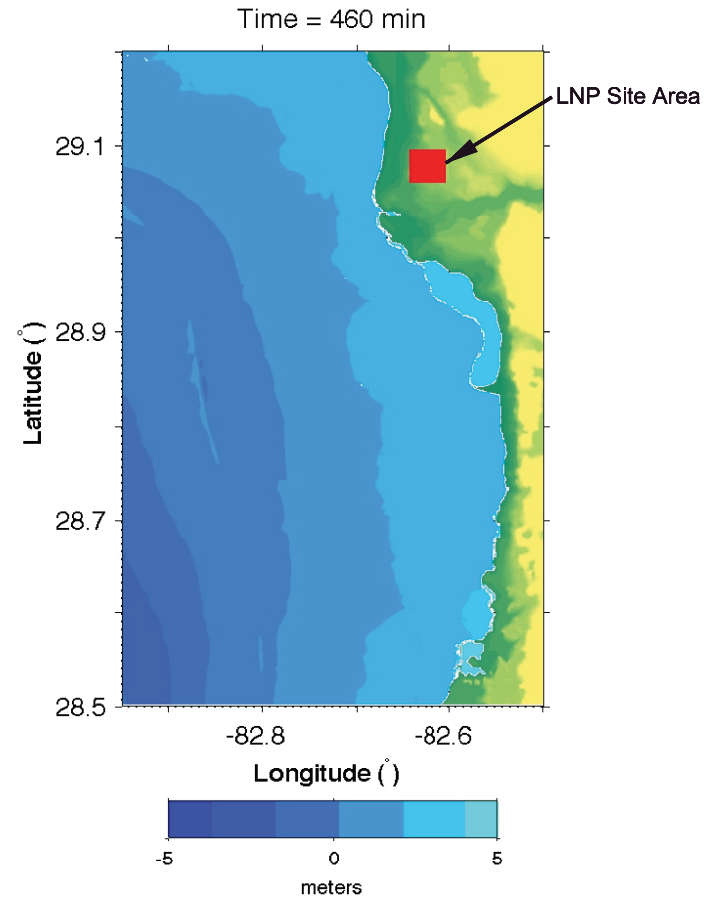 Time = 460 min
LNP Site Area
29.1
28.9
28.7
28.5
Latitude (°)
-82.8 -82.6
Longitude (°)
-5 0 5
meters